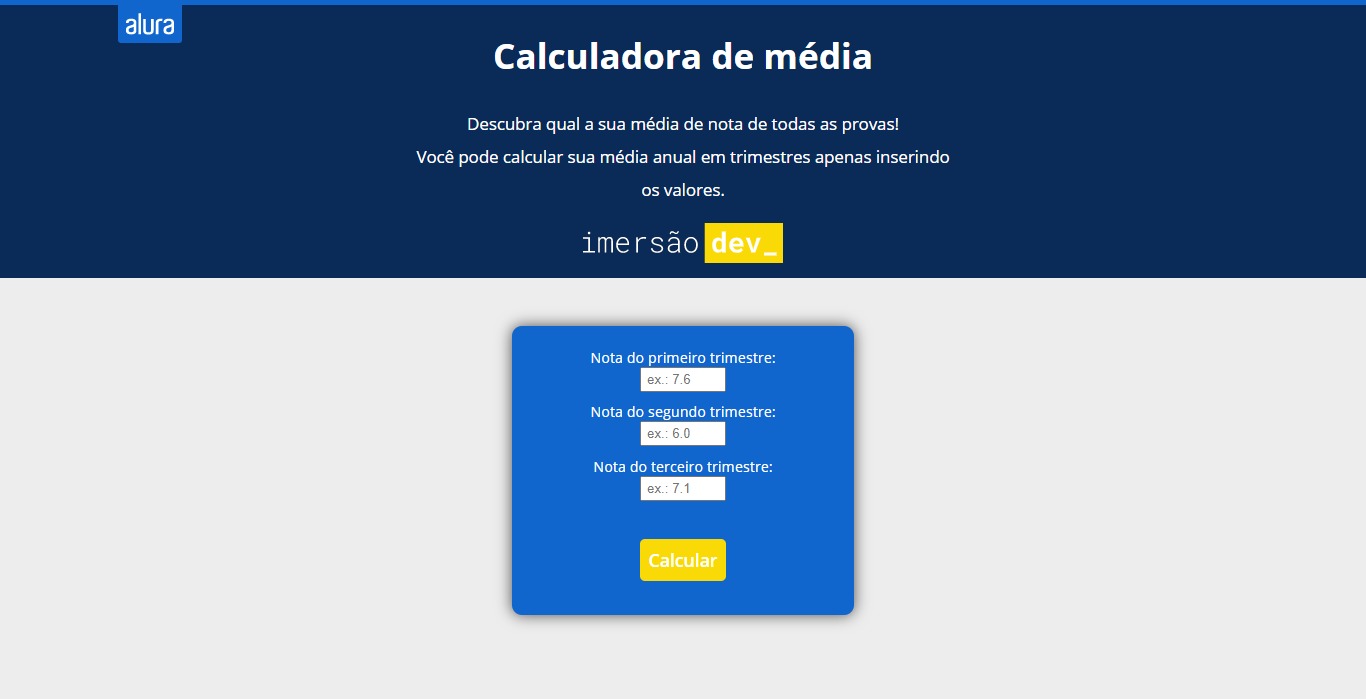 alura
Calculadora de média
Descubra qual a sua média de nota de todas as provas!
Você pode calcular sua média anual em trimestres apenas inserindo
os valores.
imersão dev_
Nota do primeiro trimestre:
ex.: 7.6
Nota do segundo trimestre:
ex.: 6.0
Nota do terceiro trimestre:
ex.: 7.1
Calcular